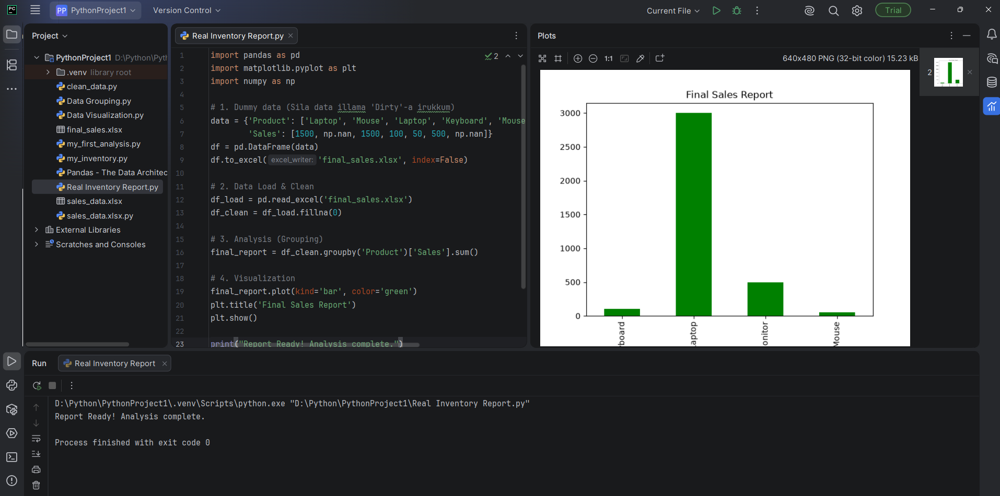 PC
PP PythonProject1
Version Control
Current File
Trial
Project
PythonProject1 D:\Python\Pyth
.venv library root
clean_data.py
Data Grouping.py
Data Visualization.py
final_sales.xlsx
my_first_analysis.py
my_inventory.py
Pandas - The Data Architec
Real Inventory Report.py
sales_data.xlsx
sales_data.xlsx.py
External Libraries
Scratches and Consoles
Real Inventory Report.py
2
1 import pandas as pd
2 import matplotlib.pyplot as plt
3 import numpy as np
4
5 # 1. Dummy data (Sila data illama 'Dirty'-a irukkum)
6 data = {'Product': ['Laptop', 'Mouse', 'Laptop', 'Keyboard', 'Mouse
7 'Sales': [1500, np.nan, 1500, 100, 50, 500, np.nan]}
8 df = pd.DataFrame(data)
9 df.to_excel( excel_writer: 'final_sales.xlsx', index=False)
10
11 # 2. Data Load & Clean
12 df_load = pd.read_excel('final_sales.xlsx')
13 df_clean = df_load.fillna(0)
14
15 # 3. Analysis (Grouping)
16 final_report = df_clean.groupby('Product')['Sales'].sum()
17
18 # 4. Visualization
19 final_report.plot(kind='bar', color='green')
20 plt.title('Final Sales Report')
21 plt.show()
22
23 print("Report Ready! Analysis complete.")
Plots
1:1
640x480 PNG (32-bit color) 15.23 kB
2
Final Sales Report
3000
2500
2000
1500
1000
500
0
yboard
aptop
onitor
Mouse
Run
Real Inventory Report
D:\Python\PythonProject1\.venv\Scripts\python.exe "D:\Python\PythonProject1\Real Inventory Report.py"
Report Ready! Analysis complete.
Process finished with exit code 0